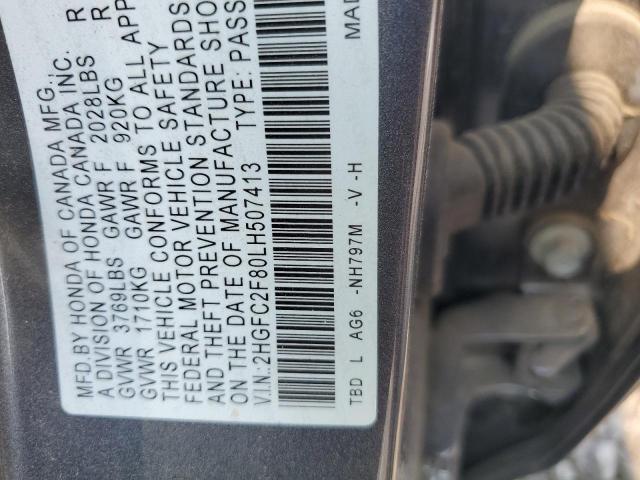 MFD.BY HONDA OF CANADA MFG.,
A DIVISION OF HONDA CANADA INC.
GVWR 3769LBS GAWR F 2028LBS R
GVWR 1710KG GAWR F 920KG R
THIS VEHICLE CONFORMS TO ALL APP
FEDERAL MOTOR VEHICLE SAFETY
AND THEFT PREVENTION STANDARDS
ON THE DATE OF MANUFACTURE SHO
V.I.N.:2HGFC2F80LH507413 TYPE: PASS
TBD L AG6 -NH797M -V -H MAD